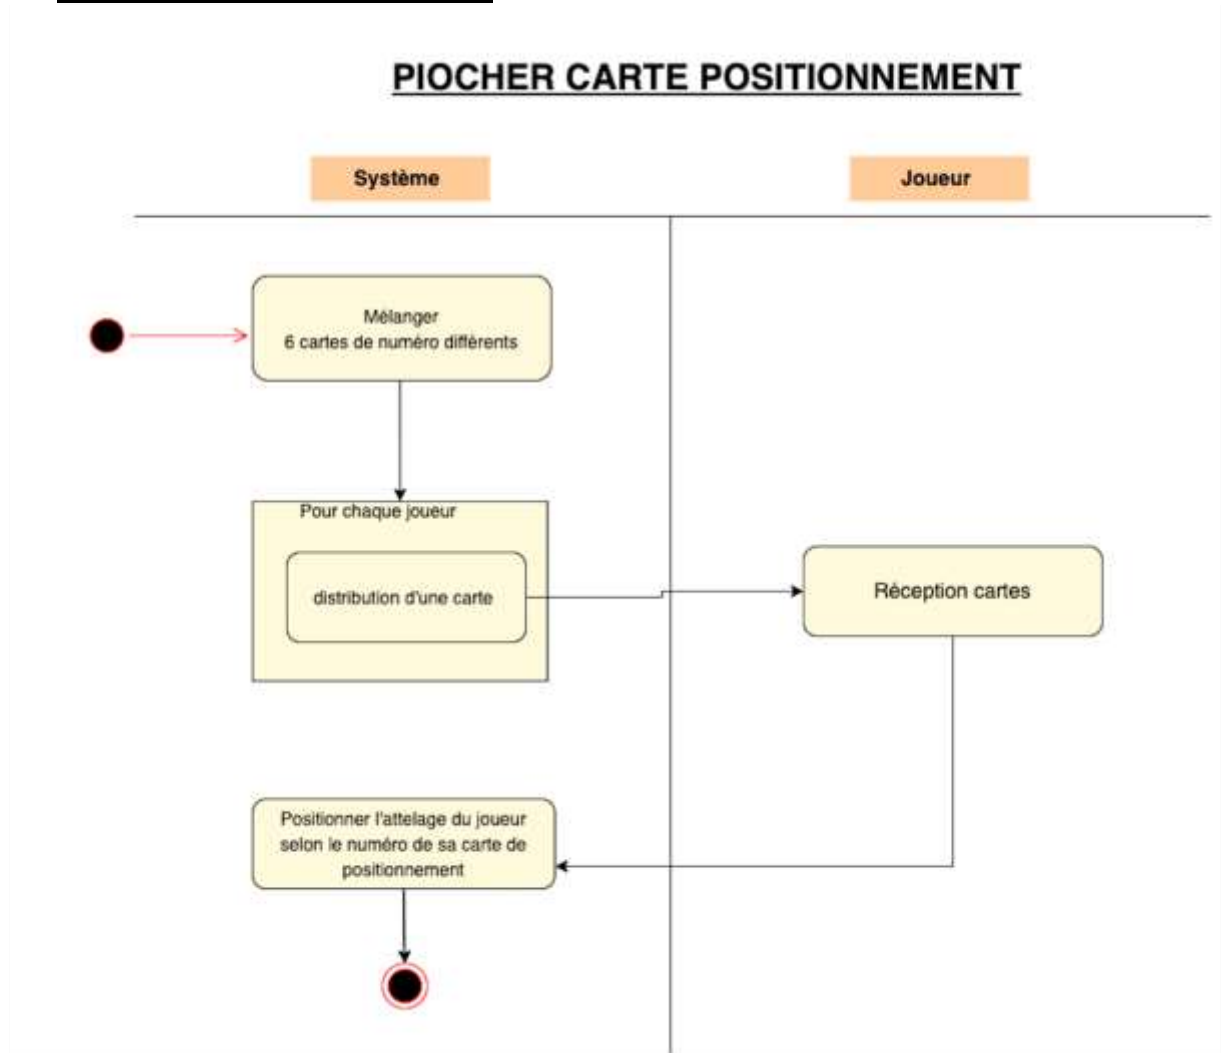 PIOCHER CARTE POSITIONNEMENT
Système
Joueur
Mélanger
6 cartes de numéro différents
Pour chaque joueur
distribution d'une carte
Réception cartes
Positionner l'attelage du joueur
selon le numéro de sa carte de
positionnement